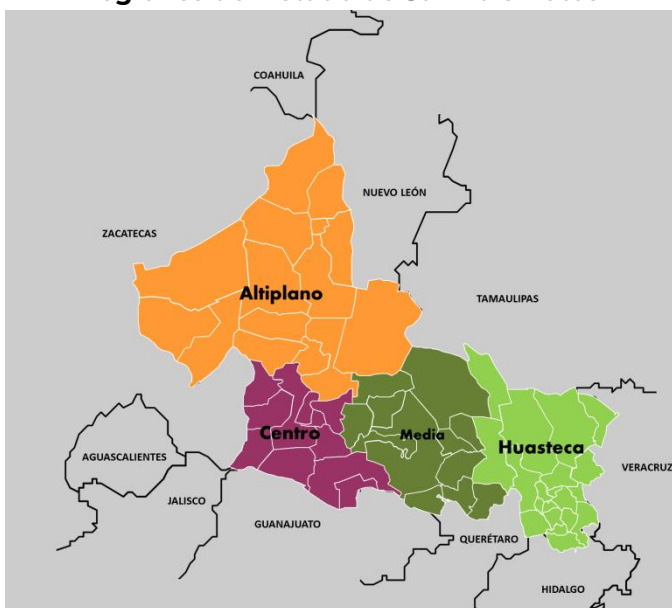 COAHUILA
NUEVO LEÓN
ZACATECAS
Altiplano
TAMAULIPAS
Centro
Media
Huasteca
AGUASCALIENTES
VERACRUZ
JALISCO
GUANAJUATO
QUERÉTARO
HIDALGO